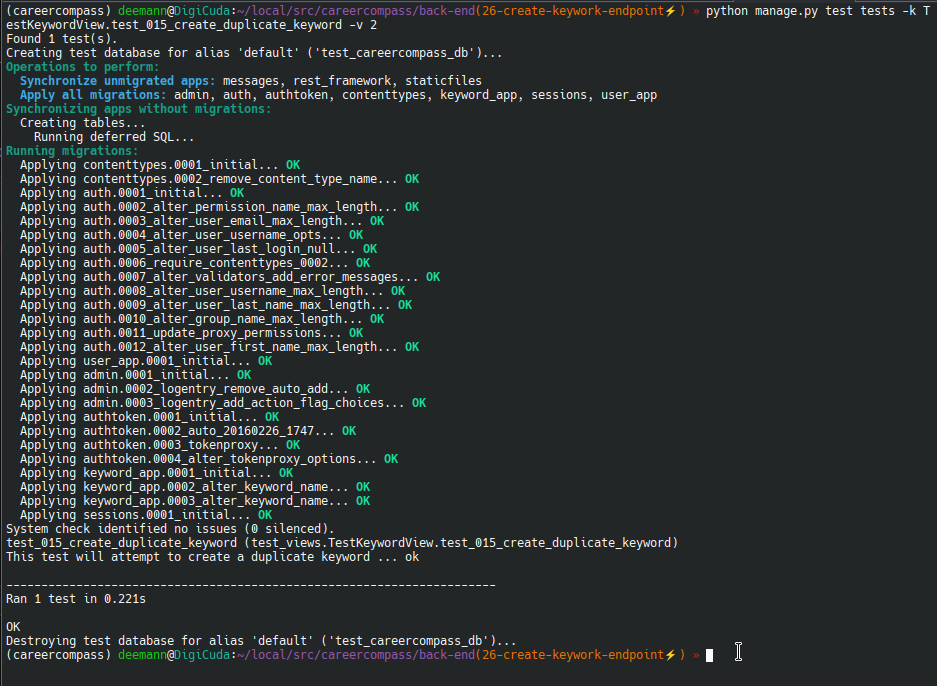 (careercompass) deemann@DigiCuda:~/local/src/careercompass/back-end(26-create-keywork-endpoint⚡) » python manage.py test tests -k T
estKeywordView.test_015_create_duplicate_keyword -v 2
Found 1 test(s).
Creating test database for alias 'default' ('test_careercompass_db')...
Operations to perform:
  Synchronize unmigrated apps: messages, rest_framework, staticfiles
  Apply all migrations: admin, auth, authtoken, contenttypes, keyword_app, sessions, user_app
Synchronizing apps without migrations:
  Creating tables...
    Running deferred SQL...
Running migrations:
  Applying contenttypes.0001_initial... OK
  Applying contenttypes.0002_remove_content_type_name... OK
  Applying auth.0001_initial... OK
  Applying auth.0002_alter_permission_name_max_length... OK
  Applying auth.0003_alter_user_email_max_length... OK
  Applying auth.0004_alter_user_username_opts... OK
  Applying auth.0005_alter_user_last_login_null... OK
  Applying auth.0006_require_contenttypes_0002... OK
  Applying auth.0007_alter_validators_add_error_messages... OK
  Applying auth.0008_alter_user_username_max_length... OK
  Applying auth.0009_alter_user_last_name_max_length... OK
  Applying auth.0010_alter_group_name_max_length... OK
  Applying auth.0011_update_proxy_permissions... OK
  Applying auth.0012_alter_user_first_name_max_length... OK
  Applying user_app.0001_initial... OK
  Applying admin.0001_initial... OK
  Applying admin.0002_logentry_remove_auto_add... OK
  Applying admin.0003_logentry_add_action_flag_choices... OK
  Applying authtoken.0001_initial... OK
  Applying authtoken.0002_auto_20160226_1747... OK
  Applying authtoken.0003_tokenproxy... OK
  Applying authtoken.0004_alter_tokenproxy_options... OK
  Applying keyword_app.0001_initial... OK
  Applying keyword_app.0002_alter_keyword_name... OK
  Applying keyword_app.0003_alter_keyword_name... OK
  Applying sessions.0001_initial... OK
System check identified no issues (0 silenced).
test_015_create_duplicate_keyword (test_views.TestKeywordView.test_015_create_duplicate_keyword)
This test will attempt to create a duplicate keyword ... ok
----------------------------------------------------------------------
Ran 1 test in 0.221s
OK
Destroying test database for alias 'default' ('test_careercompass_db')...
(careercompass) deemann@DigiCuda:~/local/src/careercompass/back-end(26-create-keywork-endpoint⚡) »